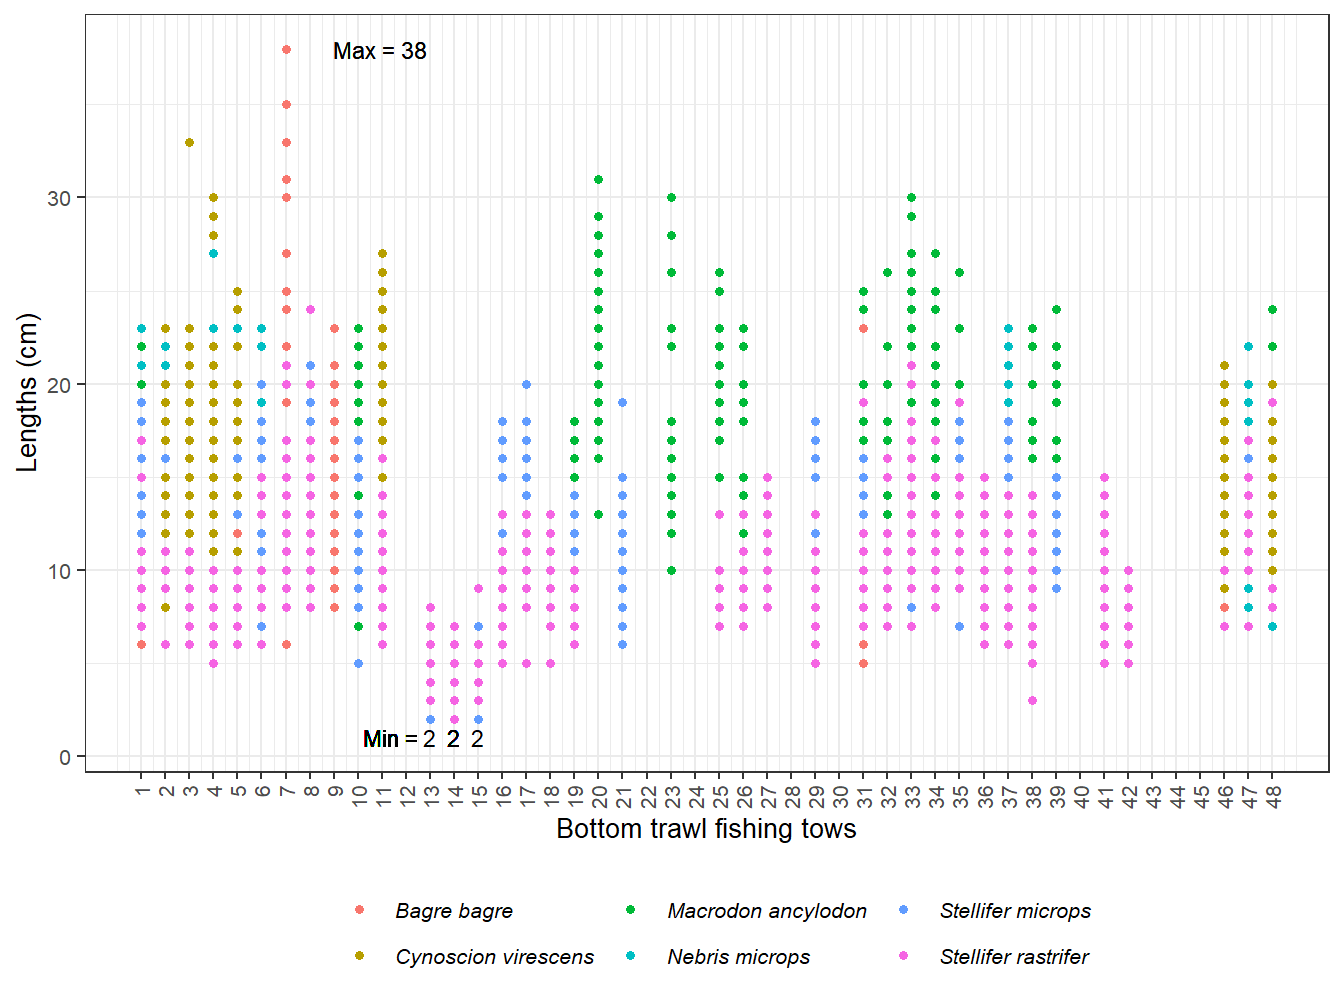 Max = 38
30
20
10
0
Lengths (cm)
Min = 2 2 2
1 2 3 4 5 6 7 8 9 10 11 12 13 14 15 16 17 18 19 20 21 22 23 24 25 26 27 28 29 30 31 32 33 34 35 36 37 38 39 40 41 42 43 44 45 46 47 48
Bottom trawl fishing tows
Bagre bagre Macrodon ancylodon Stellifer microps
Cynoscion virescens Nebris microps Stellifer rastrifer